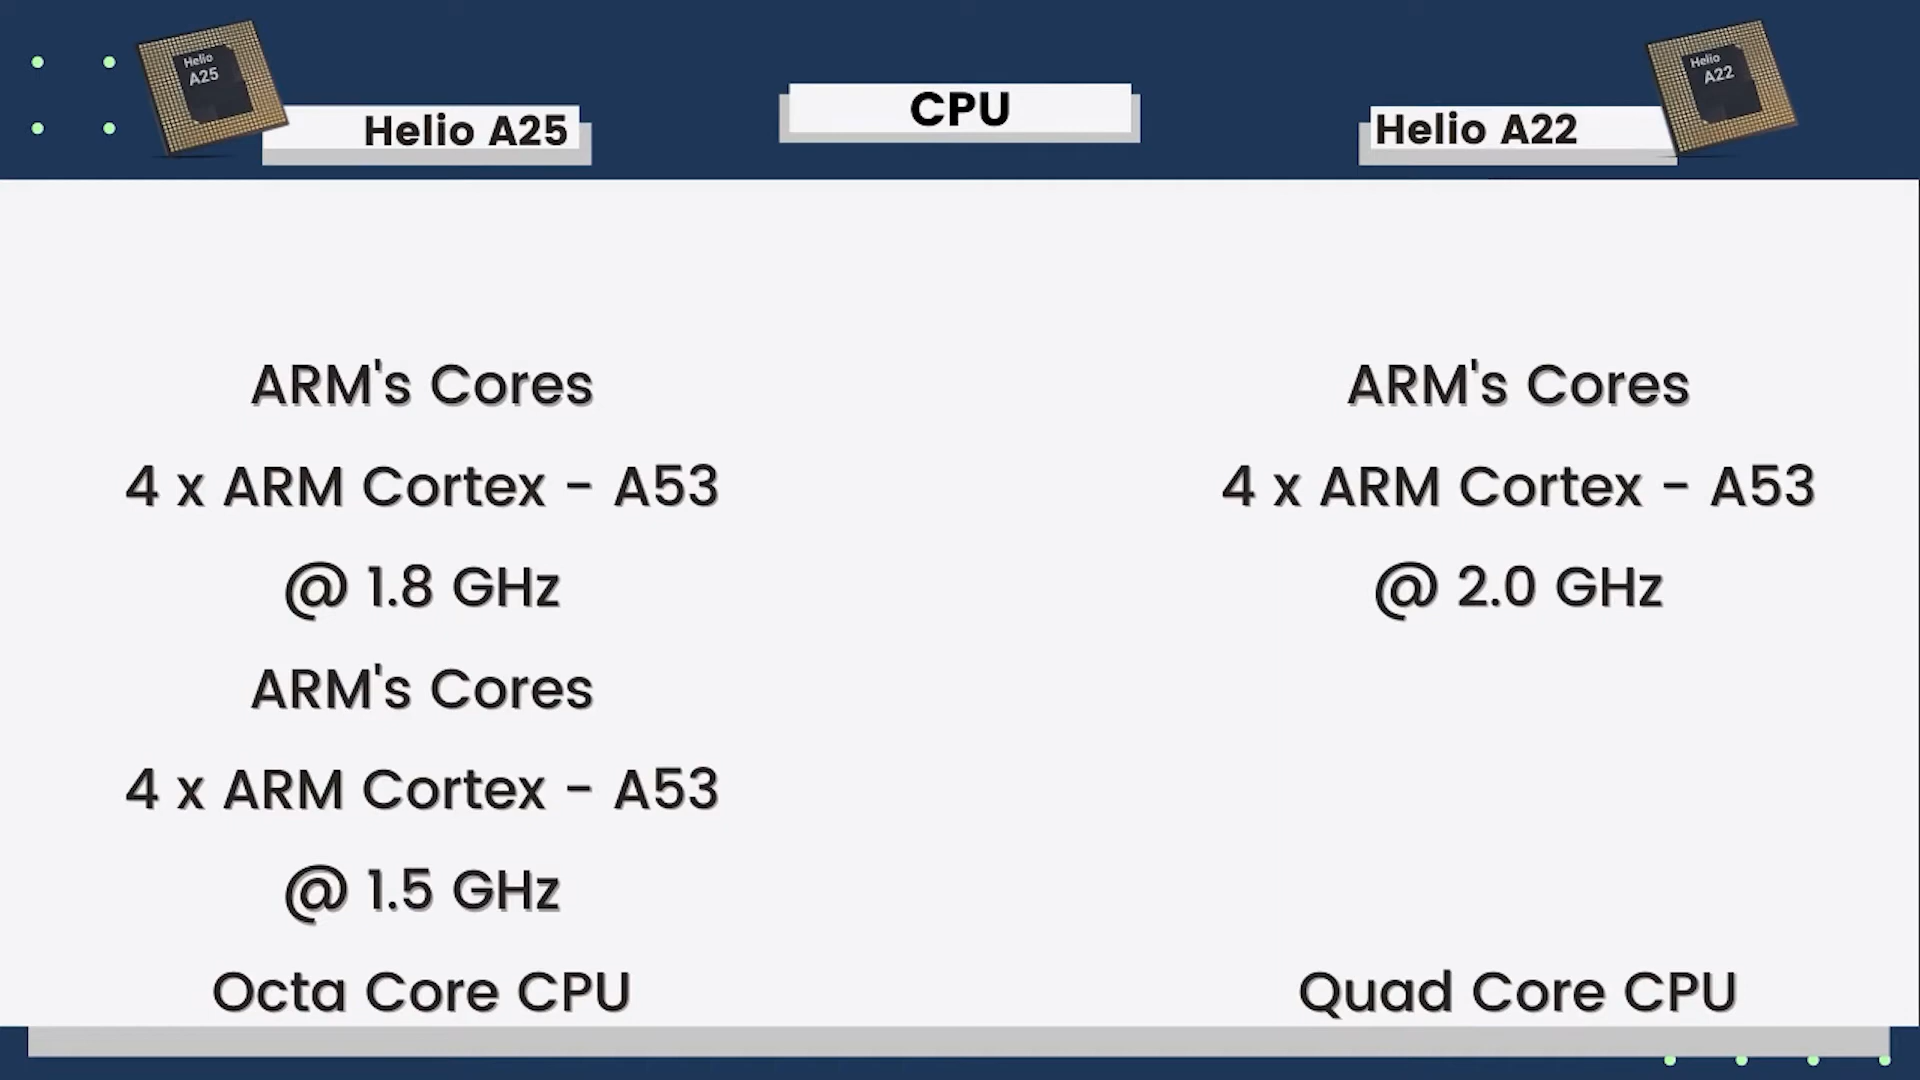 Helio
A25
Helio A25
CPU
Helio A22
Helio
A22
ARM's Cores
4 x ARM Cortex - A53
@ 1.8 GHz
ARM's Cores
4 x ARM Cortex - A53
@ 1.5 GHz
Octa Core CPU
ARM's Cores
4 x ARM Cortex - A53
@ 2.0 GHz
Quad Core CPU